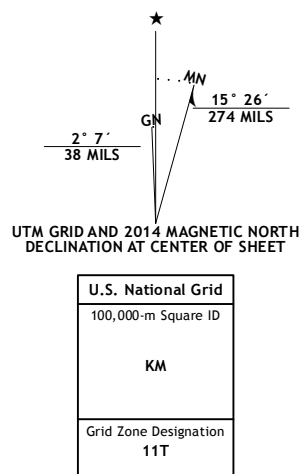 ★
MN
GN
15° 26´
274 MILS
2° 7´
38 MILS
UTM GRID AND 2014 MAGNETIC NORTH
DECLINATION AT CENTER OF SHEET
U.S. National Grid
100,000-m Square ID
KM
Grid Zone Designation
11T